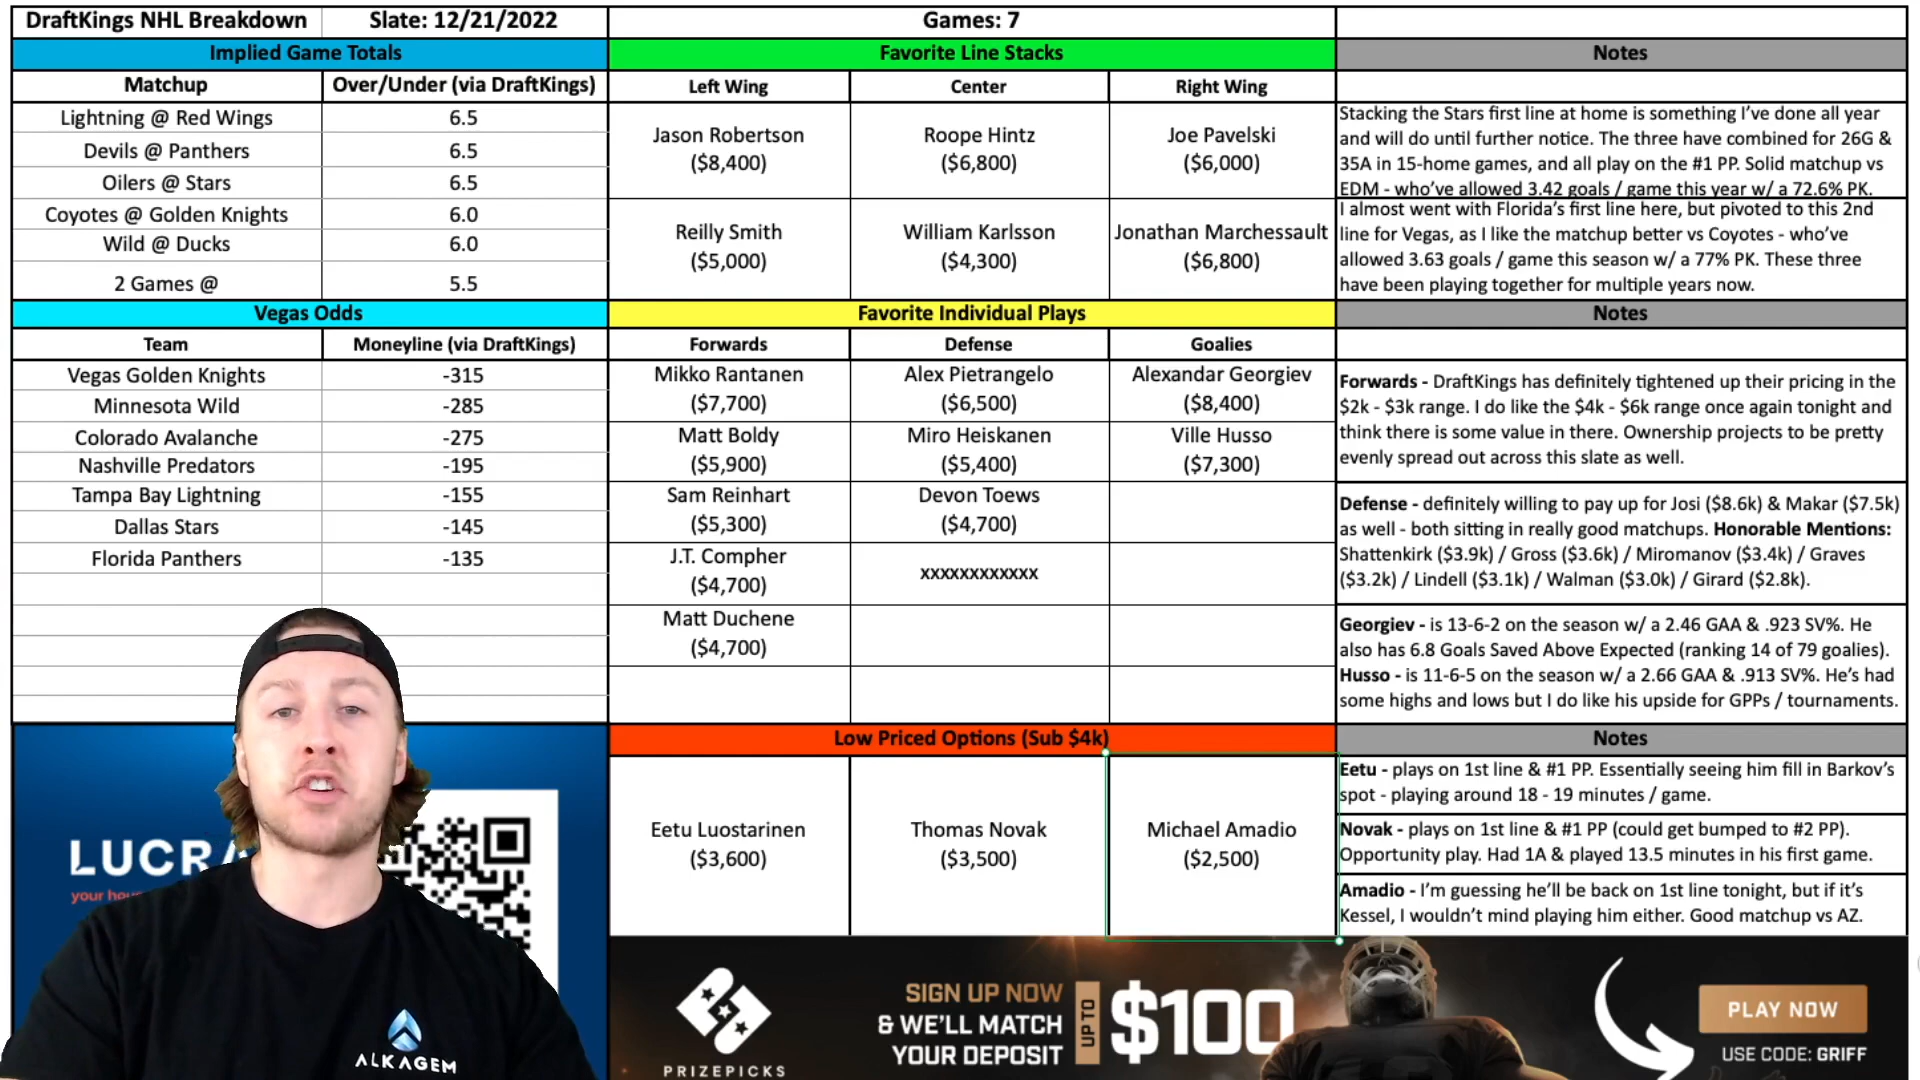 DraftKings NHL Breakdown Slate: 12/21/2022 Games: 7
Implied Game Totals
Matchup Over/Under (via DraftKings)
Lightning @ Red Wings 6.5
Devils @ Panthers 6.5
Oilers @ Stars 6.5
Coyotes @ Golden Knights 6.0
Wild @ Ducks 6.0
2 Games @ 5.5
Vegas Odds
Team Moneyline (via DraftKings)
Vegas Golden Knights -315
Minnesota Wild -285
Colorado Avalanche -275
Nashville Predators -195
Tampa Bay Lightning -155
Dallas Stars -145
Florida Panthers -135
Favorite Line Stacks
Left Wing Center Right Wing
Jason Robertson Roope Hintz Joe Pavelski
($8,400) ($6,800) ($6,000)
Reilly Smith William Karlsson Jonathan Marchessault
($5,000) ($4,300) ($6,800)
Notes
Stacking the Stars first line at home is something I've done all year
and will do until further notice. The three have combined for 26G &
35A in 15-home games, and all play on the #1 PP. Solid matchup vs
EDM - who've allowed 3.42 goals / game this year w/ a 72.6% PK.
I almost went with Florida's first line here, but pivoted to this 2nd
line for Vegas, as I like the matchup better vs Coyotes - who've
allowed 3.63 goals / game this season w/ a 77% PK. These three
have been playing together for multiple years now.
Favorite Individual Plays
Forwards Defense Goalies
Mikko Rantanen Alex Pietrangelo Alexandar Georgiev
($7,700) ($6,500) ($8,400)
Matt Boldy Miro Heiskanen Ville Husso
($5,900) ($5,400) ($7,300)
Sam Reinhart Devon Toews
($5,300) ($4,700)
J.T. Compher
($4,700)
xxxxxxxxxxxx
Matt Duchene
($4,700)
Notes
Forwards - DraftKings has definitely tightened up their pricing in the
$2k - $3k range. I do like the $4k - $6k range once again tonight and
think there is some value in there. Ownership projects to be pretty
evenly spread out across this slate as well.
Defense - definitely willing to pay up for Josi ($8.6k) & Makar ($7.5k)
as well - both sitting in really good matchups. Honorable Mentions:
Shattenkirk ($3.9k) / Gross ($3.6k) / Miromanov ($3.4k) / Graves
($3.2k) / Lindell ($3.1k) / Walman ($3.0k) / Girard ($2.8k).
Georgiev - is 13-6-2 on the season w/ a 2.46 GAA & .923 SV%. He
also has 6.8 Goals Saved Above Expected (ranking 14 of 79 goalies).
Husso - is 11-6-5 on the season w/ a 2.66 GAA & .913 SV%. He's had
some highs and lows but I do like his upside for GPPs / tournaments.
Low Priced Options (Sub $4k)
Eetu Luostarinen Thomas Novak Michael Amadio
($3,600) ($3,500) ($2,500)
Notes
Eetu - plays on 1st line & #1 PP. Essentially seeing him fill in Barkov's
spot - playing around 18 - 19 minutes / game.
Novak - plays on 1st line & #1 PP (could get bumped to #2 PP).
Opportunity play. Had 1A & played 13.5 minutes in his first game.
Amadio - I'm guessing he'll be back on 1st line tonight, but if it's
Kessel, I wouldn't mind playing him either. Good matchup vs AZ.
LUCRA
your
ALKAGEM
PRIZEPICKS
SIGN UP NOW
& WE'LL MATCH
YOUR DEPOSIT
UP TO
$100
PLAY NOW
USE CODE: GRIFF